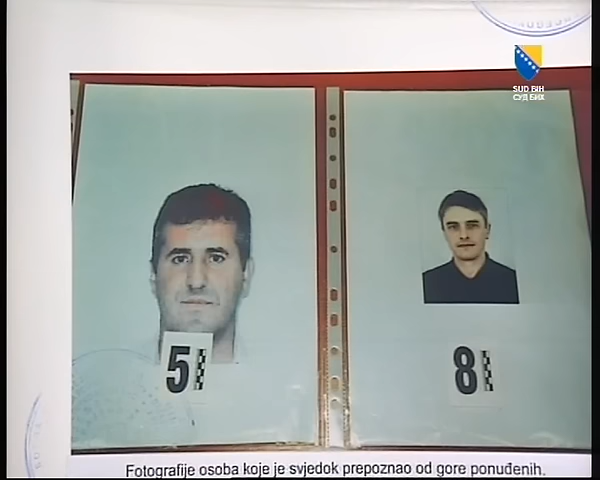 SUD BiH
СУД БИХ
5
8
Fotografije osoba koje je svjedok prepoznao od gore ponuđenih.